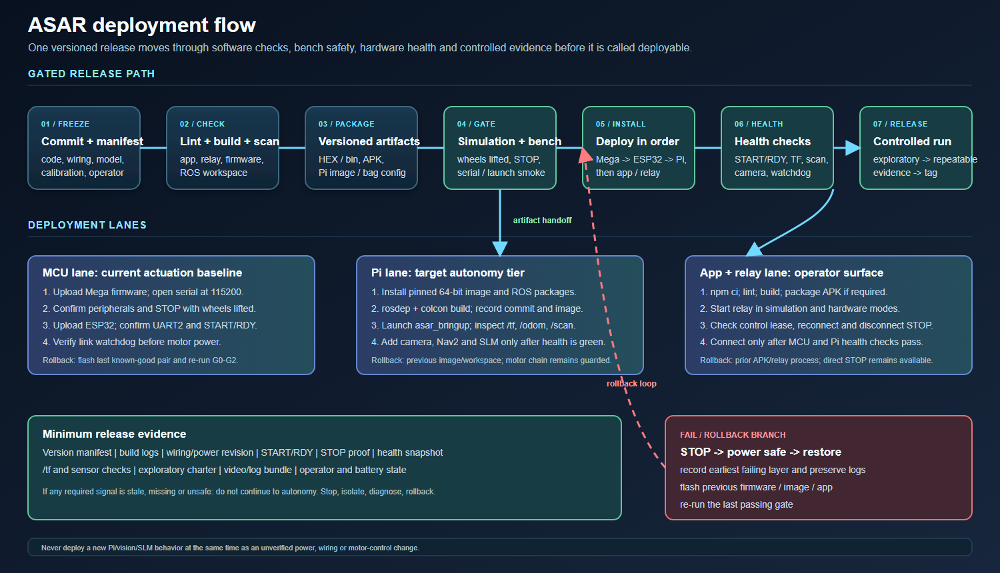 ASAR deployment flow
One versioned release moves through software checks, bench safety, hardware health and controlled evidence before it is called deployable.
GATED RELEASE PATH
01 / FREEZE
Commit + manifest
code, wiring, model,
calibration, operator
02 / CHECK
Lint + build + scan
app, relay, firmware,
ROS workspace
03 / PACKAGE
Versioned artifacts
HEX / bin, APK,
Pi image / bag config
04 / GATE
Simulation + bench
wheels lifted, STOP,
serial / launch smoke
05 / INSTALL
Deploy in order
Mega -> ESP32 -> Pi,
then app / relay
06 / HEALTH
Health checks
START/RDY, TF, scan,
camera, watchdog
07 / RELEASE
Controlled run
exploratory -> repeatable
evidence -> tag
artifact handoff
DEPLOYMENT LANES
MCU lane: current actuation baseline
1. Upload Mega firmware; open serial at 115200.
2. Confirm peripherals and STOP with wheels lifted.
3. Upload ESP32; confirm UART2 and START/RDY.
4. Verify link watchdog before motor power.
Rollback: flash last known-good pair and re-run G0-G2.
Pi lane: target autonomy tier
1. Install pinned 64-bit image and ROS packages.
2. rosdep + colcon build; record commit and image.
3. Launch asar_bringup; inspect /tf, /odom, /scan.
4. Add camera, Nav2 and SLM only after health is green.
Rollback: previous image/workspace; motor chain remains guarded.
App + relay lane: operator surface
1. npm ci; lint; build; package APK if required.
2. Start relay in simulation and hardware modes.
3. Check control lease, reconnect and disconnect STOP.
4. Connect only after MCU and Pi health checks pass.
Rollback: prior APK/relay process; direct STOP remains available.
rollback loop
Minimum release evidence
Version manifest | build logs | wiring/power revision | START/RDY | STOP proof | health snapshot
/tf and sensor checks | exploratory charter | video/log bundle | operator and battery state
If any required signal is stale, missing or unsafe: do not continue to autonomy. Stop, isolate, diagnose, rollback.
FAIL / ROLLBACK BRANCH
STOP -> power safe -> restore
record earliest failing layer and preserve logs
flash previous firmware / image / app
re-run the last passing gate
Never deploy a new Pi/vision/SLM behavior at the same time as an unverified power, wiring or motor-control change.